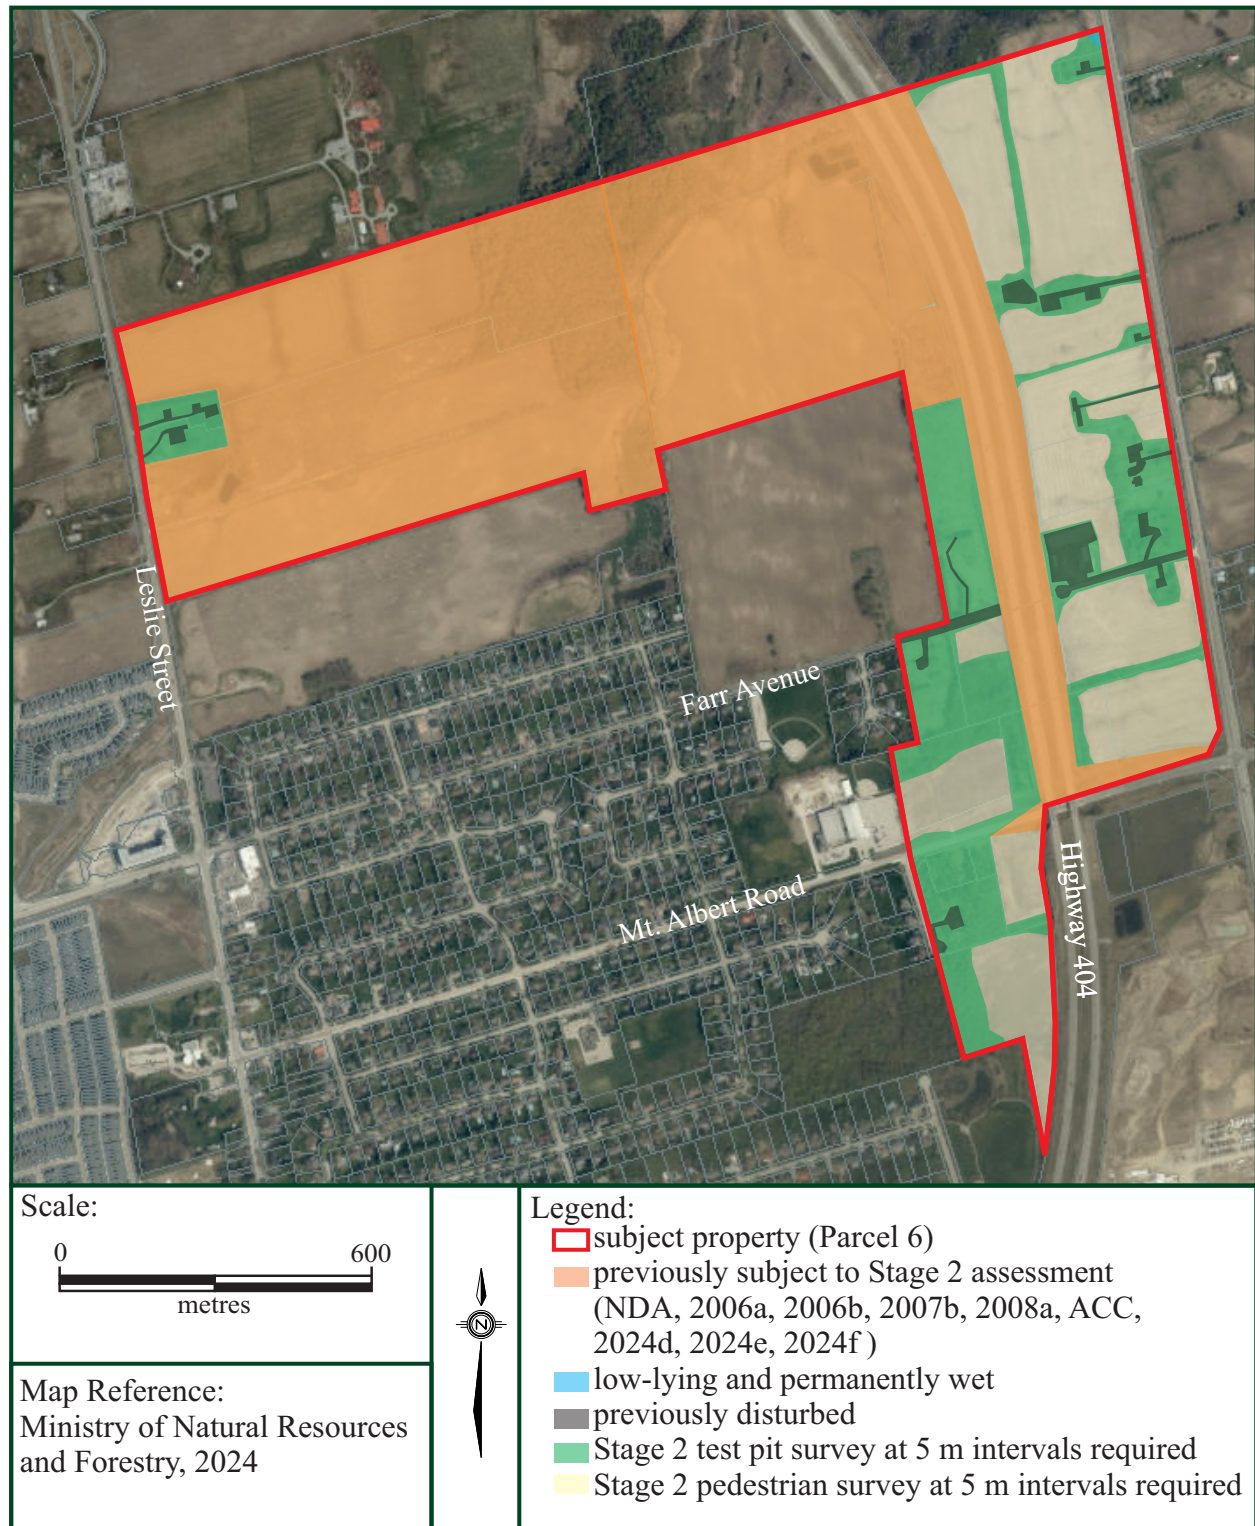 Leslie Street
Farr Avenue
Mt. Albert Road
Highway 404
Scale:
0 600
metres
Map Reference:
Ministry of Natural Resources
and Forestry, 2024
N
Legend:
subject property (Parcel 6)
previously subject to Stage 2 assessment
(NDA, 2006a, 2006b, 2007b, 2008a, ACC,
2024d, 2024e, 2024f )
low-lying and permanently wet
previously disturbed
Stage 2 test pit survey at 5 m intervals required
Stage 2 pedestrian survey at 5 m intervals required